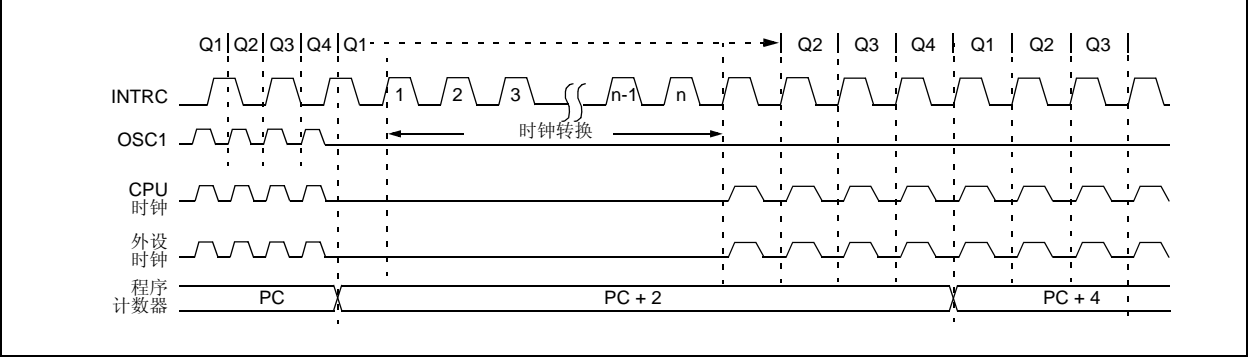 Q1 Q2 Q3 Q4 Q1 Q2 Q3 Q4 Q1 Q2 Q3
INTRC 1 2 3 n-1 n
时钟转换
OSC1
CPU
时钟
外设
时钟
程序
计数器
PC PC + 2 PC + 4